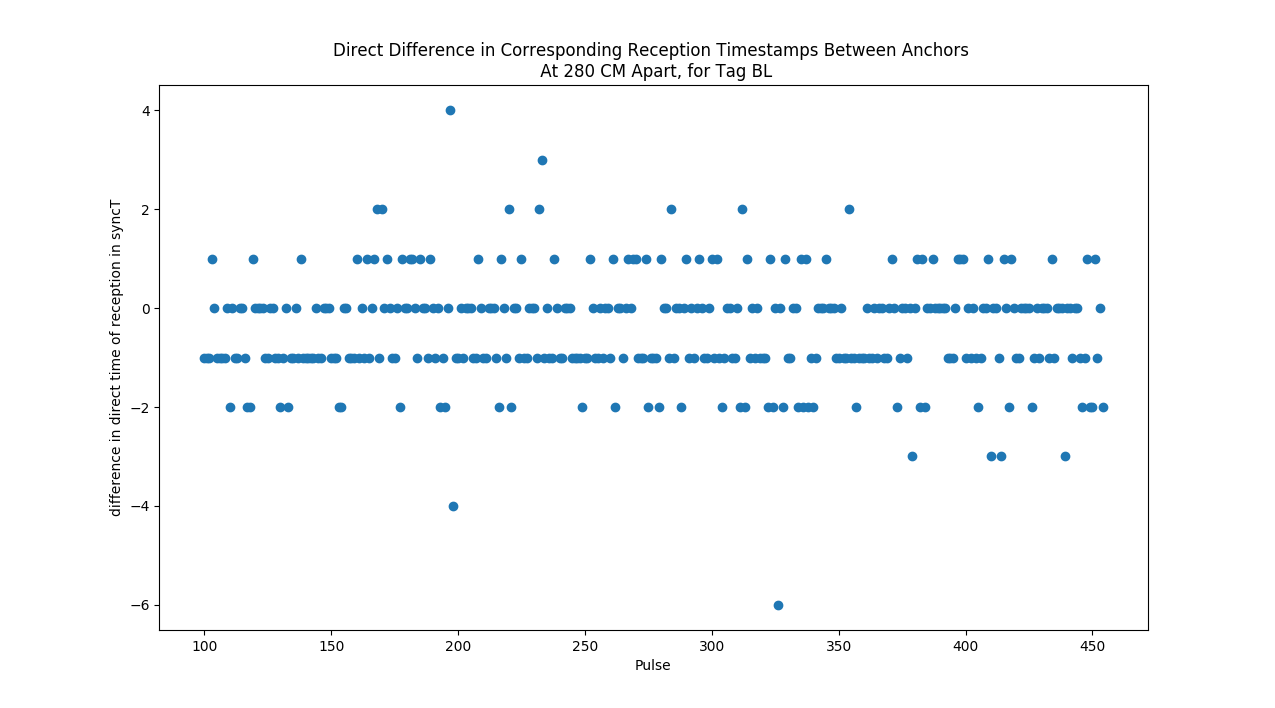 Direct Difference in Corresponding Reception Timestamps Between Anchors
At 280 CM Apart, for Tag BL
difference in direct time of reception in syncT
4
2
0
−2
−4
−6
100 150 200 250 300 350 400 450
Pulse